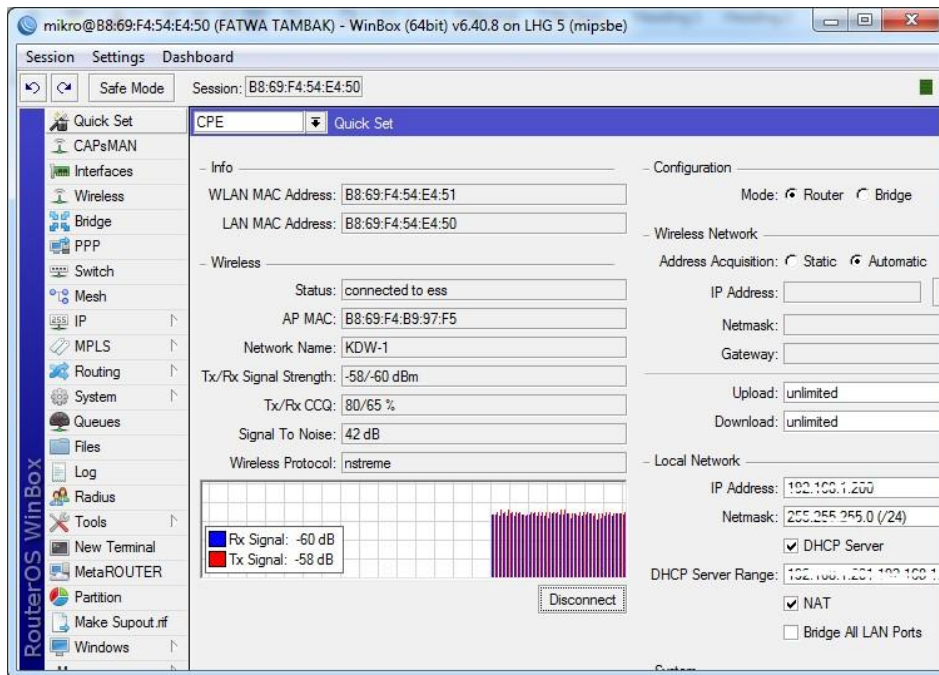 mikro@B8:69:F4:54:E4:50 (FATWA TAMBAK) - WinBox (64bit) v6.40.8 on LHG 5 (mipsbe)
Session Settings Dashboard
Safe Mode Session: B8:69:F4:54:E4:50
Quick Set
CAPsMAN
Interfaces
Wireless
Bridge
PPP
Switch
Mesh
IP
MPLS
Routing
System
Queues
Files
Log
Radius
Tools
New Terminal
MetaROUTER
Partition
Make Supout.rif
Windows
RouterOS WinBox
CPE Quick Set
Info
WLAN MAC Address: B8:69:F4:54:E4:51
LAN MAC Address: B8:69:F4:54:E4:50
Wireless
Status: connected to ess
AP MAC: B8:69:F4:B9:97:F5
Network Name: KDW-1
Tx/Rx Signal Strength: -58/-60 dBm
Tx/Rx CCQ: 80/65 %
Signal To Noise: 42 dB
Wireless Protocol: nstreme
Rx Signal: -60 dB
Tx Signal: -58 dB
Disconnect
Configuration
Mode: Router Bridge
Wireless Network
Address Acquisition: Static Automatic
IP Address:
Netmask:
Gateway:
Upload: unlimited
Download: unlimited
Local Network
IP Address: 192.168.1.200
Netmask: 255.255.255.0 (/24)
DHCP Server
DHCP Server Range:
NAT
Bridge All LAN Ports